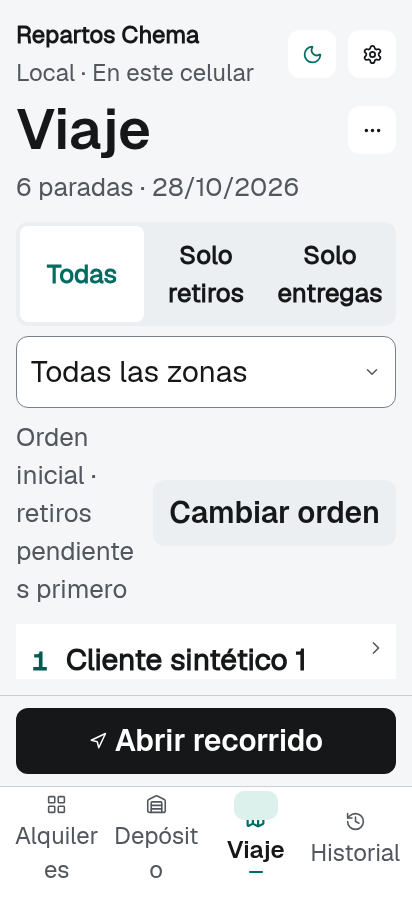 Repartos Chema
Local · En este celular
Viaje
6 paradas · 28/10/2026
Todas
Solo
retiros
Solo
entregas
Todas las zonas
Orden
inicial ·
retiros
pendiente
s primero
Cambiar orden
1 Cliente sintético 1
Abrir recorrido
Alquiler
es
Depósit
o
Viaje
Historial